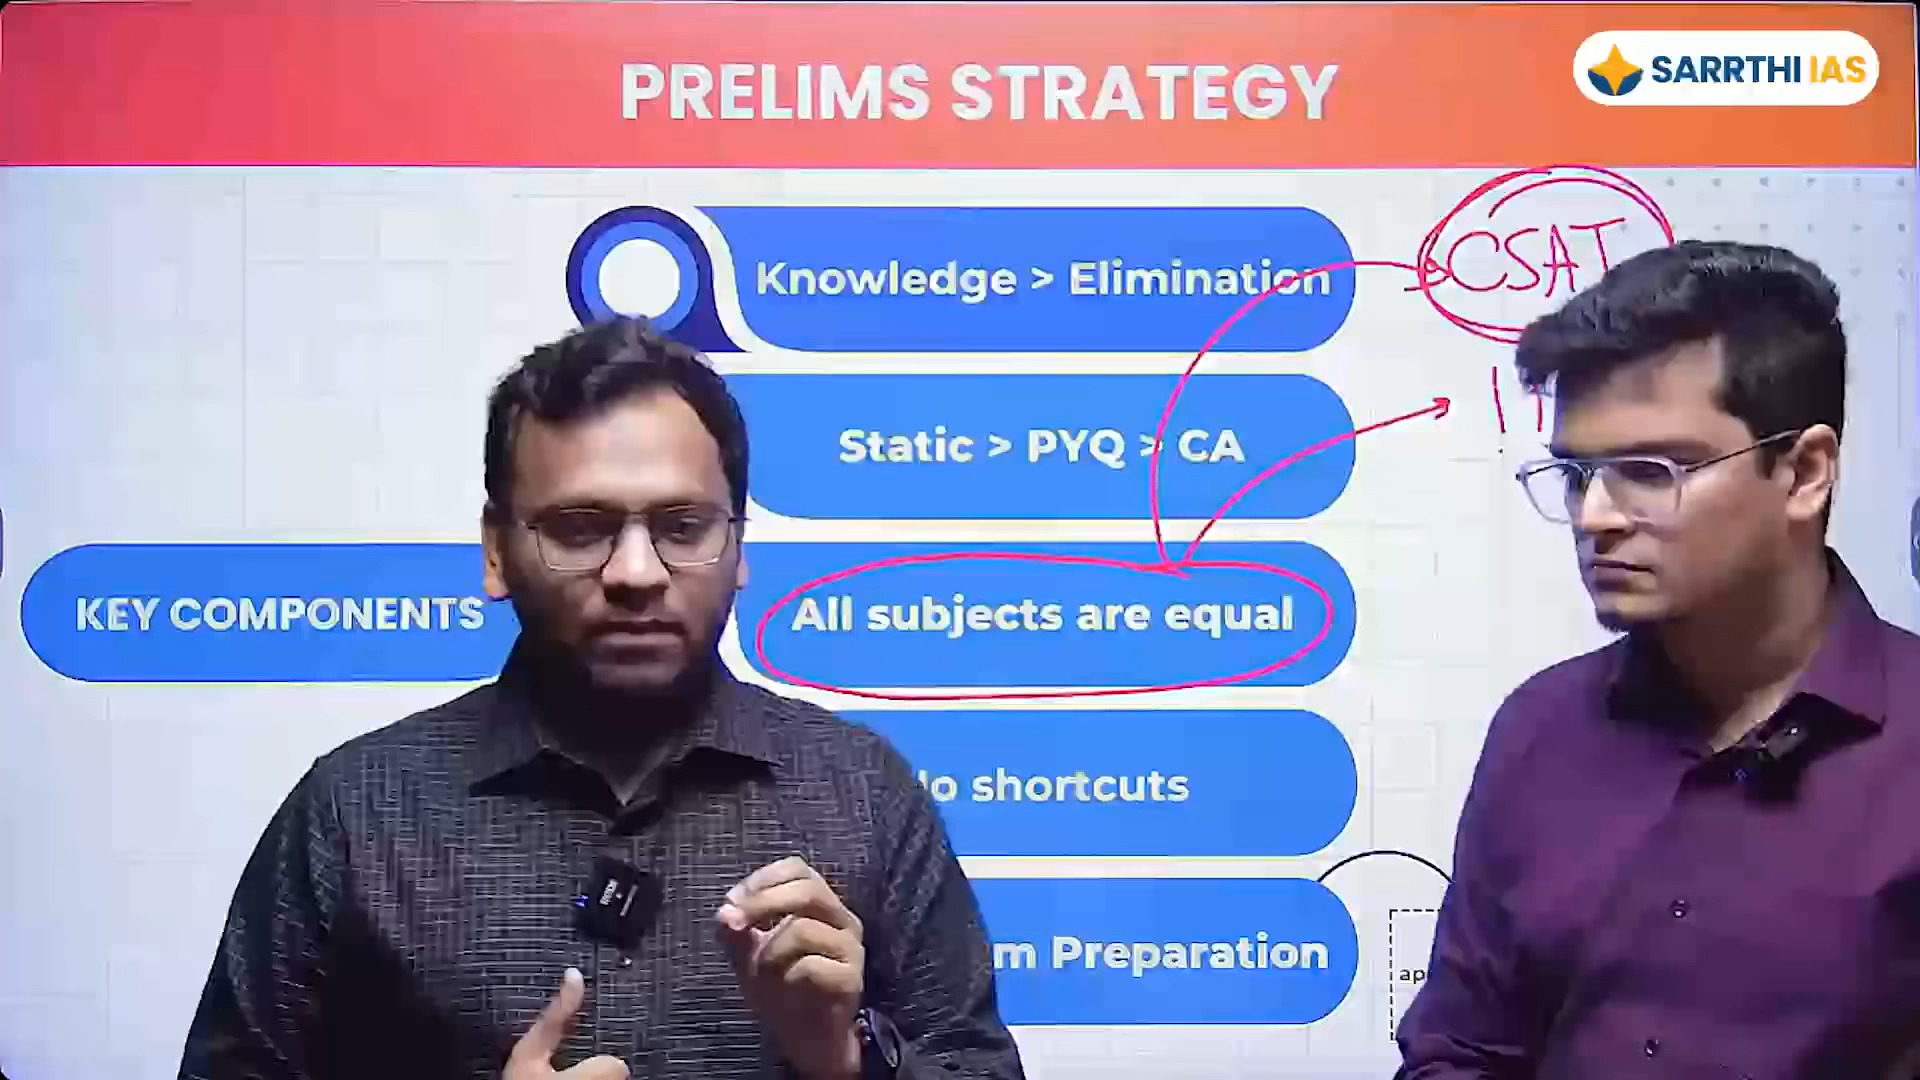 PRELIMS STRATEGY
SARRTHI IAS
Knowledge > Elimination
CSAT
Static > PYQ > CA
KEY COMPONENTS
All subjects are equal
shortcuts
Preparation